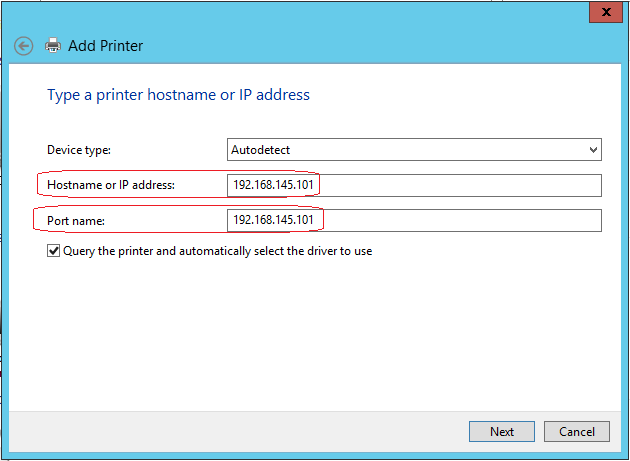 x
Add Printer
Type a printer hostname or IP address
Device type: Autodetect
Hostname or IP address: 192.168.145.101
Port name: 192.168.145.101
Query the printer and automatically select the driver to use
Next Cancel